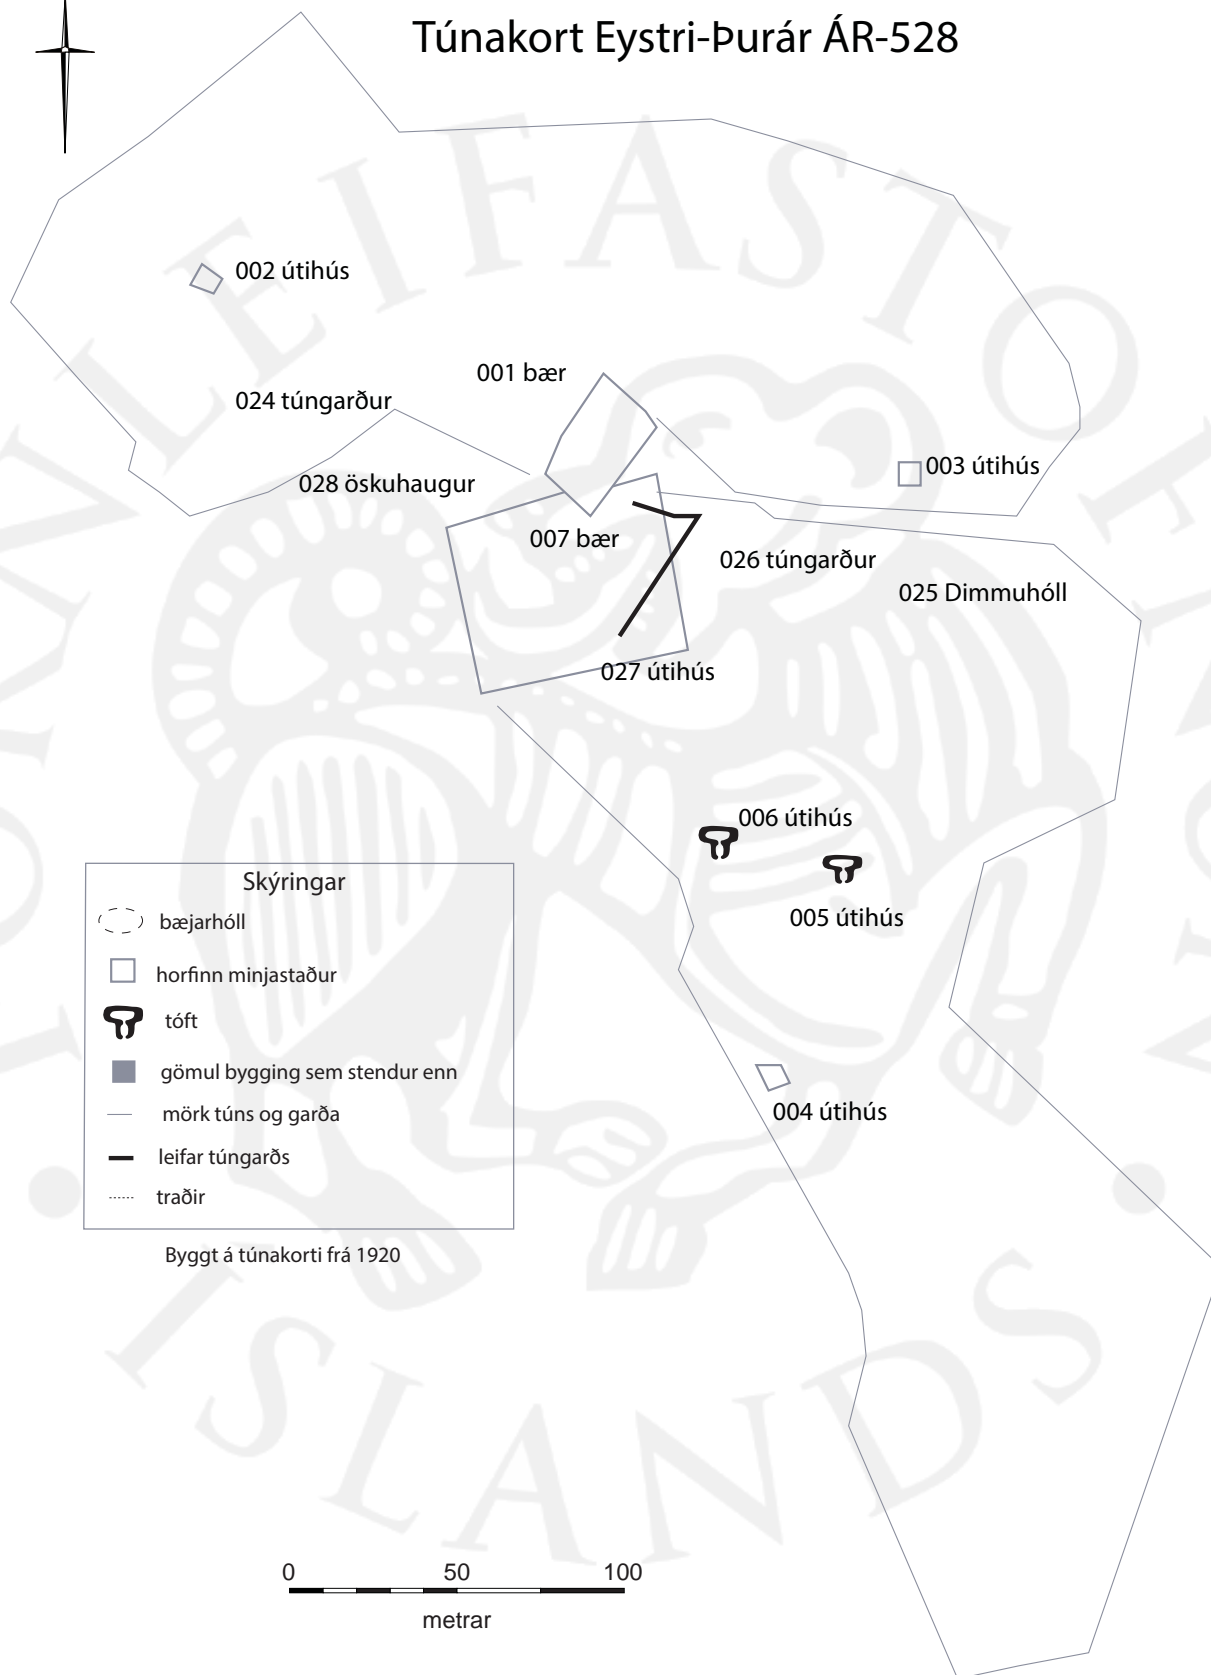 Túnakort Eystri-Þurár ÁR-528
002 útihús
001 bær
024 túngarður
003 útihús
028 öskuhaugur
007 bær
026 túngarður
025 Dimmuhóll
027 útihús
006 útihús
005 útihús
004 útihús
Skýringar
bæjarhóll
horfinn minjastaður
tóft
gömul bygging sem stendur enn
mörk túns og garða
leifar túngarðs
traðir
Byggt á túnakorti frá 1920
0 50 100
metrar
FORNLEIFASTOFNUN
ÍSLANDS